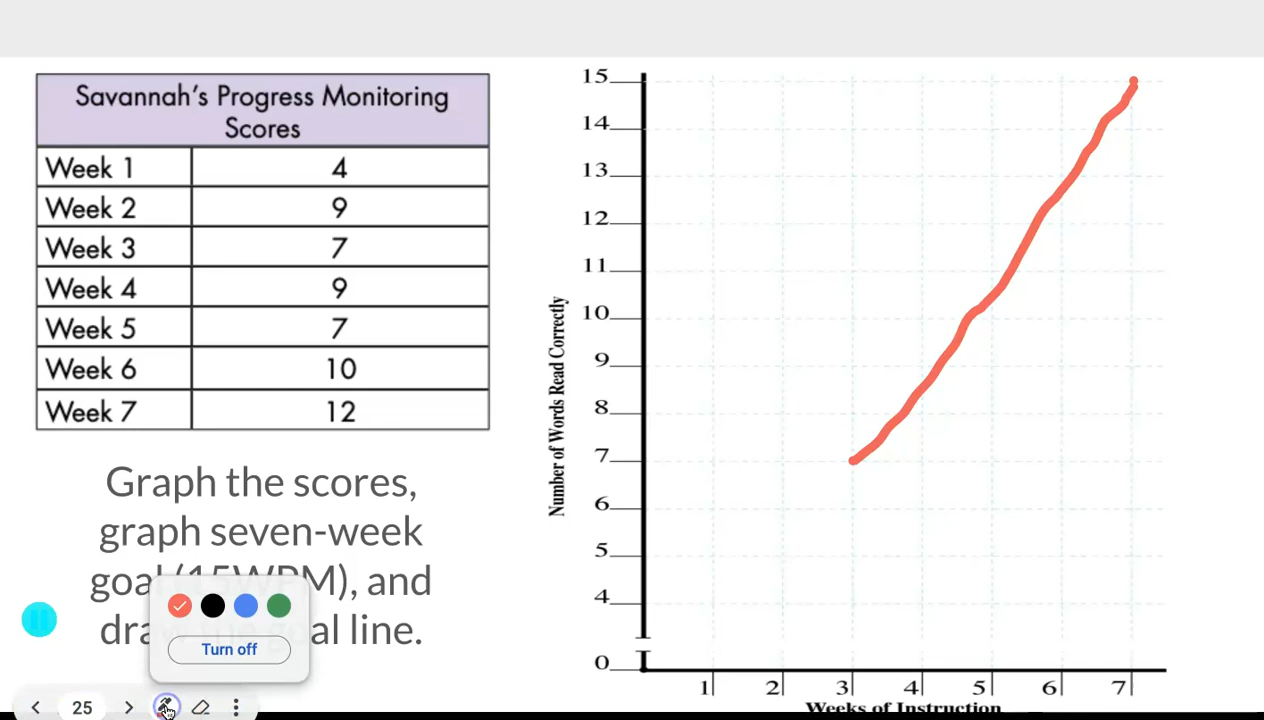 Savannah's Progress Monitoring
Scores
Week 1 4
Week 2 9
Week 3 7
Week 4 9
Week 5 7
Week 6 10
Week 7 12
Graph the scores,
graph seven-week
goal (15WPM), and
al line.
Turn off
25
Number of Words Read Correctly
15
14
13
12
11
10
9
8
7
6
5
4
0
1 2 3 4 5 6 7
Weeks of Instruction